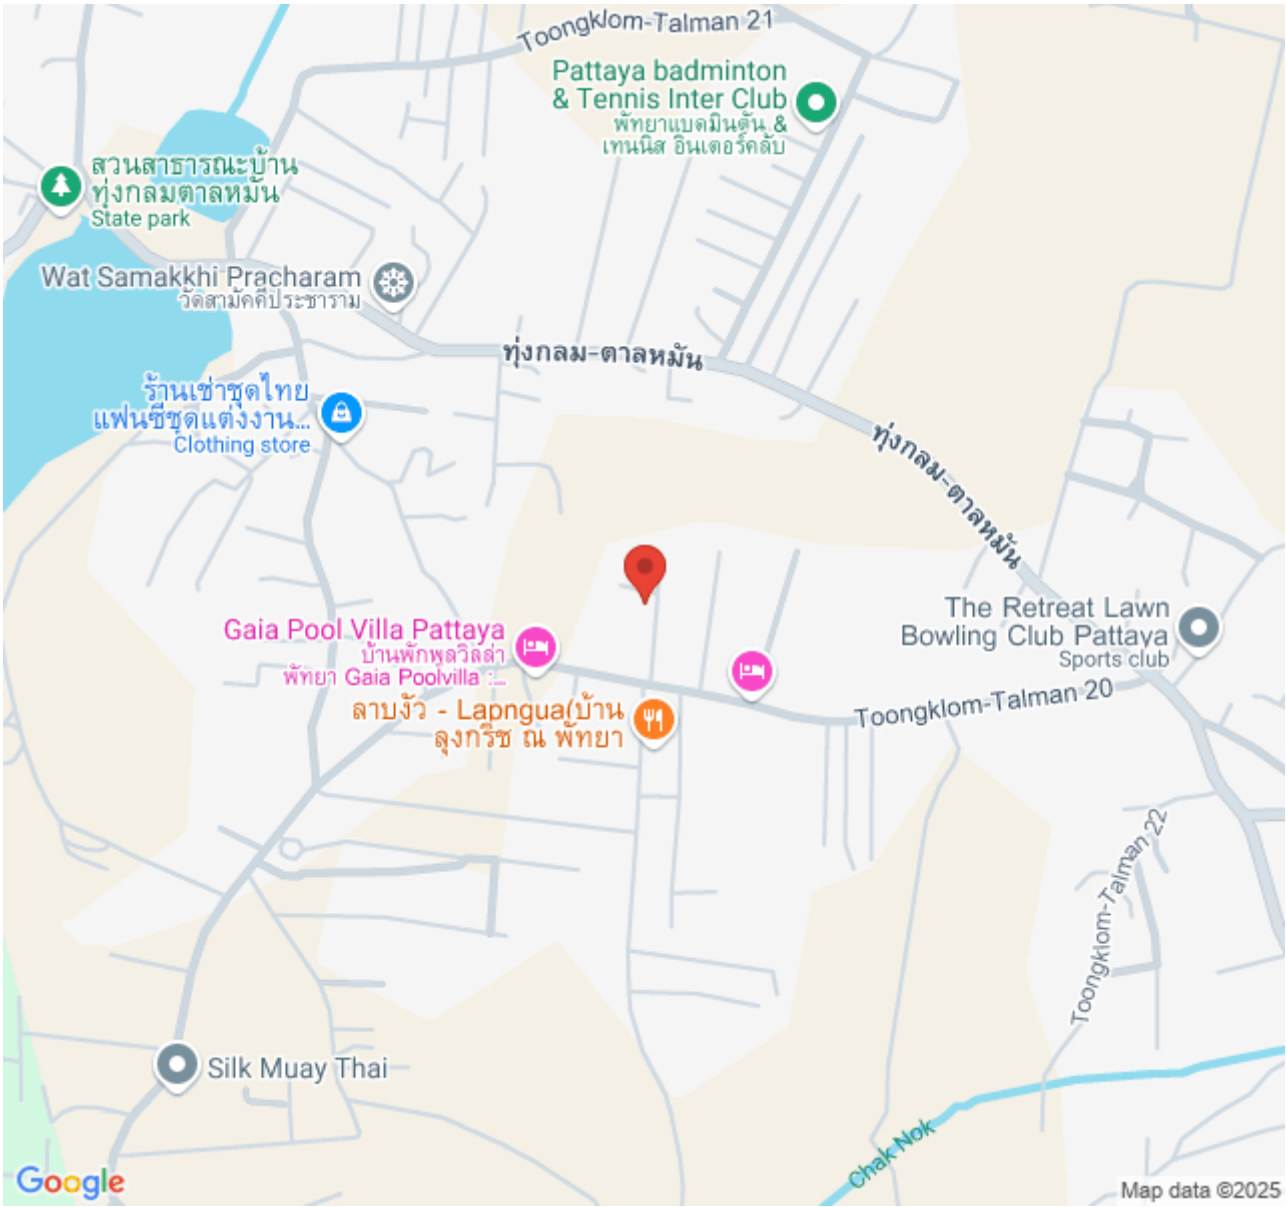 Toongklom-Talman 21
Pattaya badminton
& Tennis Inter Club
พัทยาแบดมินตัน &
เทนนิส อินเตอร์คลับ
สวนสาธารณะบ้าน
ทุ่งกลมตาลหมัน
State park
Wat Samakkhi Pracharam
วัดสามัคคีประชาราม
ทุ่งกลม-ตาลหมัน
ร้านเช่าชุดไทย
แฟนซีชุดแต่งงาน...
Clothing store
ทุ่งกลม-ตาลหมัน
The Retreat Lawn
Bowling Club Pattaya
Sports club
Gaia Pool Villa Pattaya
บ้านพักพูลวิลล่า
พัทยา Gaia Poolvilla :...
Toongklom-Talman 20
ลาบงัว - Lapngua(บ้าน
ลุงกริช ณ พัทยา
Toongklom-Talman 22
Silk Muay Thai
Chak Nok
Google
Map data ©2025